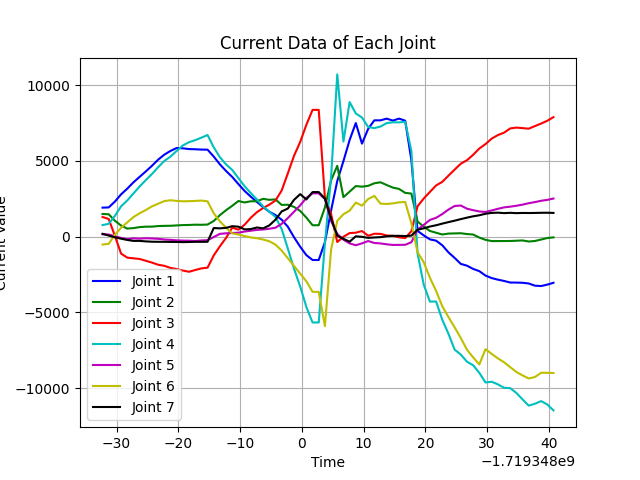 Current Data of Each Joint
Current Value
10000
5000
0
−5000
−10000
Joint 1
Joint 2
Joint 3
Joint 4
Joint 5
Joint 6
Joint 7
−30 −20 −10 0 10 20 30 40
Time
−1.719348e9